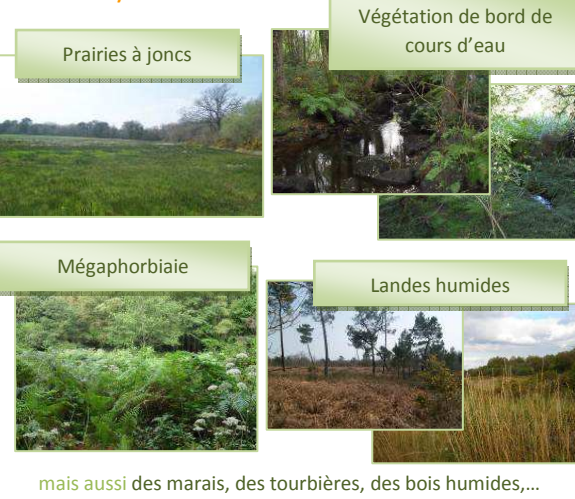 Végétation de bord de
cours d'eau
Prairies à joncs
Mégaphorbiaie
Landes humides
mais aussi des marais, des tourbières, des bois humides,…